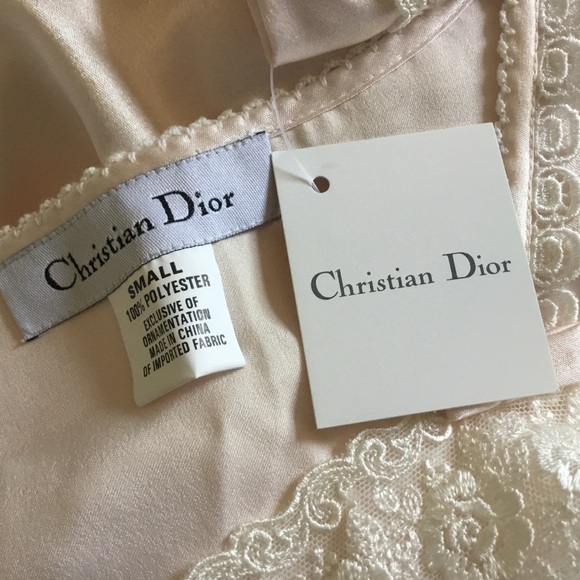 Christian Dior
SMALL
100% POLYESTER
EXCLUSIVE OF
ORNAMENTATION
MADE IN CHINA
OF IMPORTED FABRIC
Christian Dior